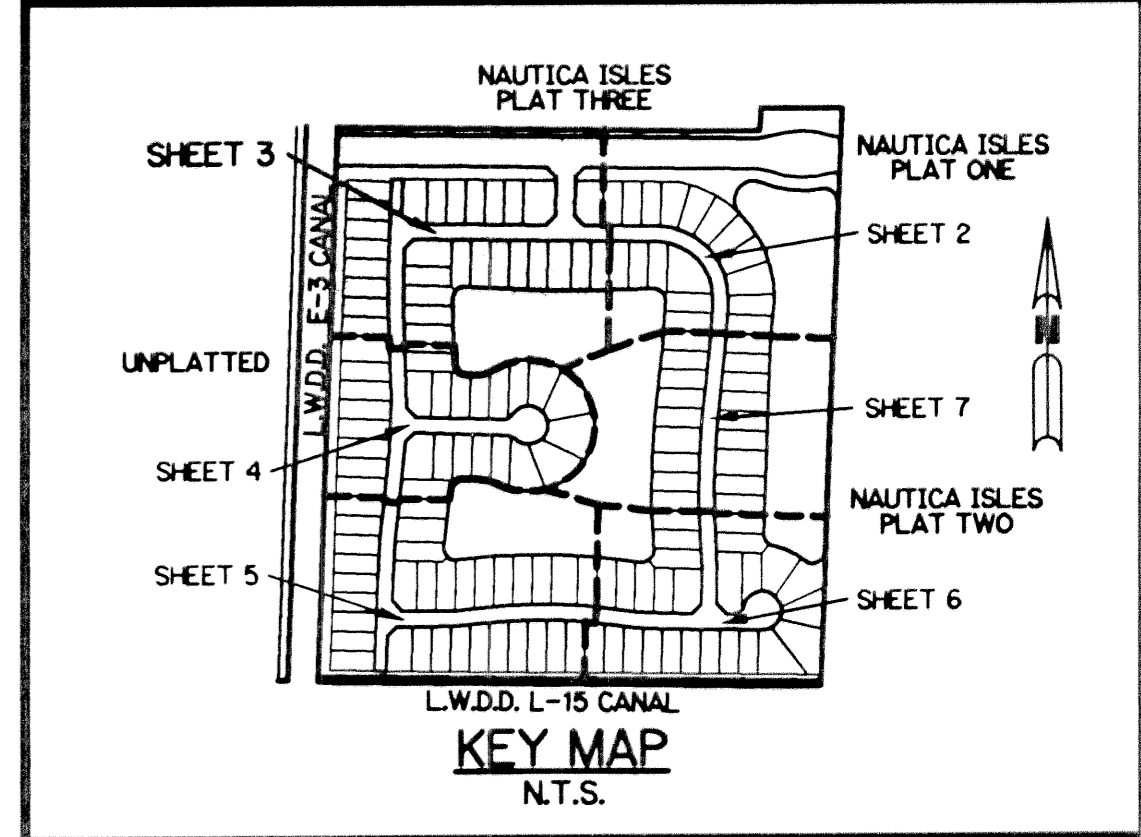 NAUTICA ISLES
PLAT THREE
SHEET 3
NAUTICA ISLES
PLAT ONE
SHEET 2
L.W.D.D. E-3 CANAL
UNPLATTED
SHEET 7
SHEET 4
NAUTICA ISLES
PLAT TWO
SHEET 5
SHEET 6
L.W.D.D. L-15 CANAL
KEY MAP
N.T.S.